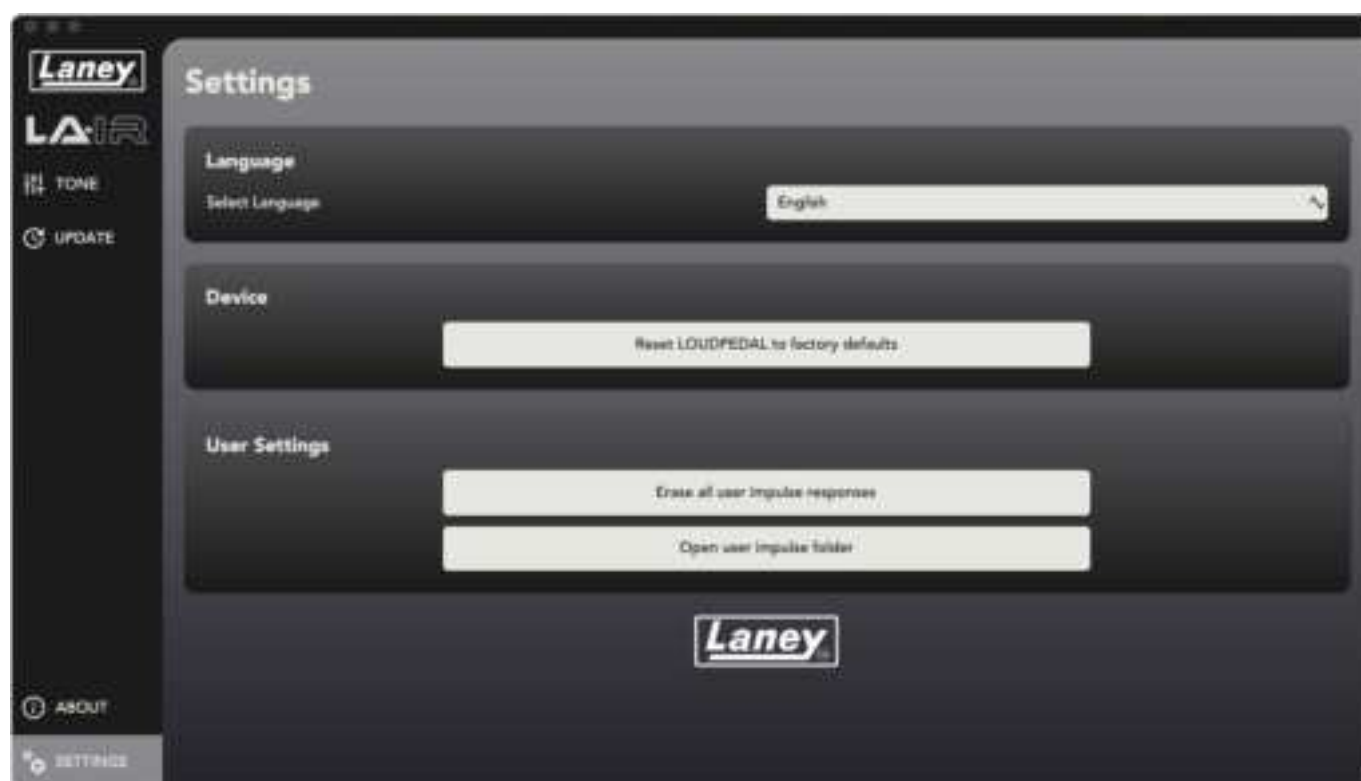 Laney
LA·IR
Settings
TONE
UPDATE
Language
Select Language
English
Device
Reset LOUDPEDAL to factory defaults
User Settings
Erase all user impulse responses
Open user impulse folder
Laney
ABOUT
SETTINGS